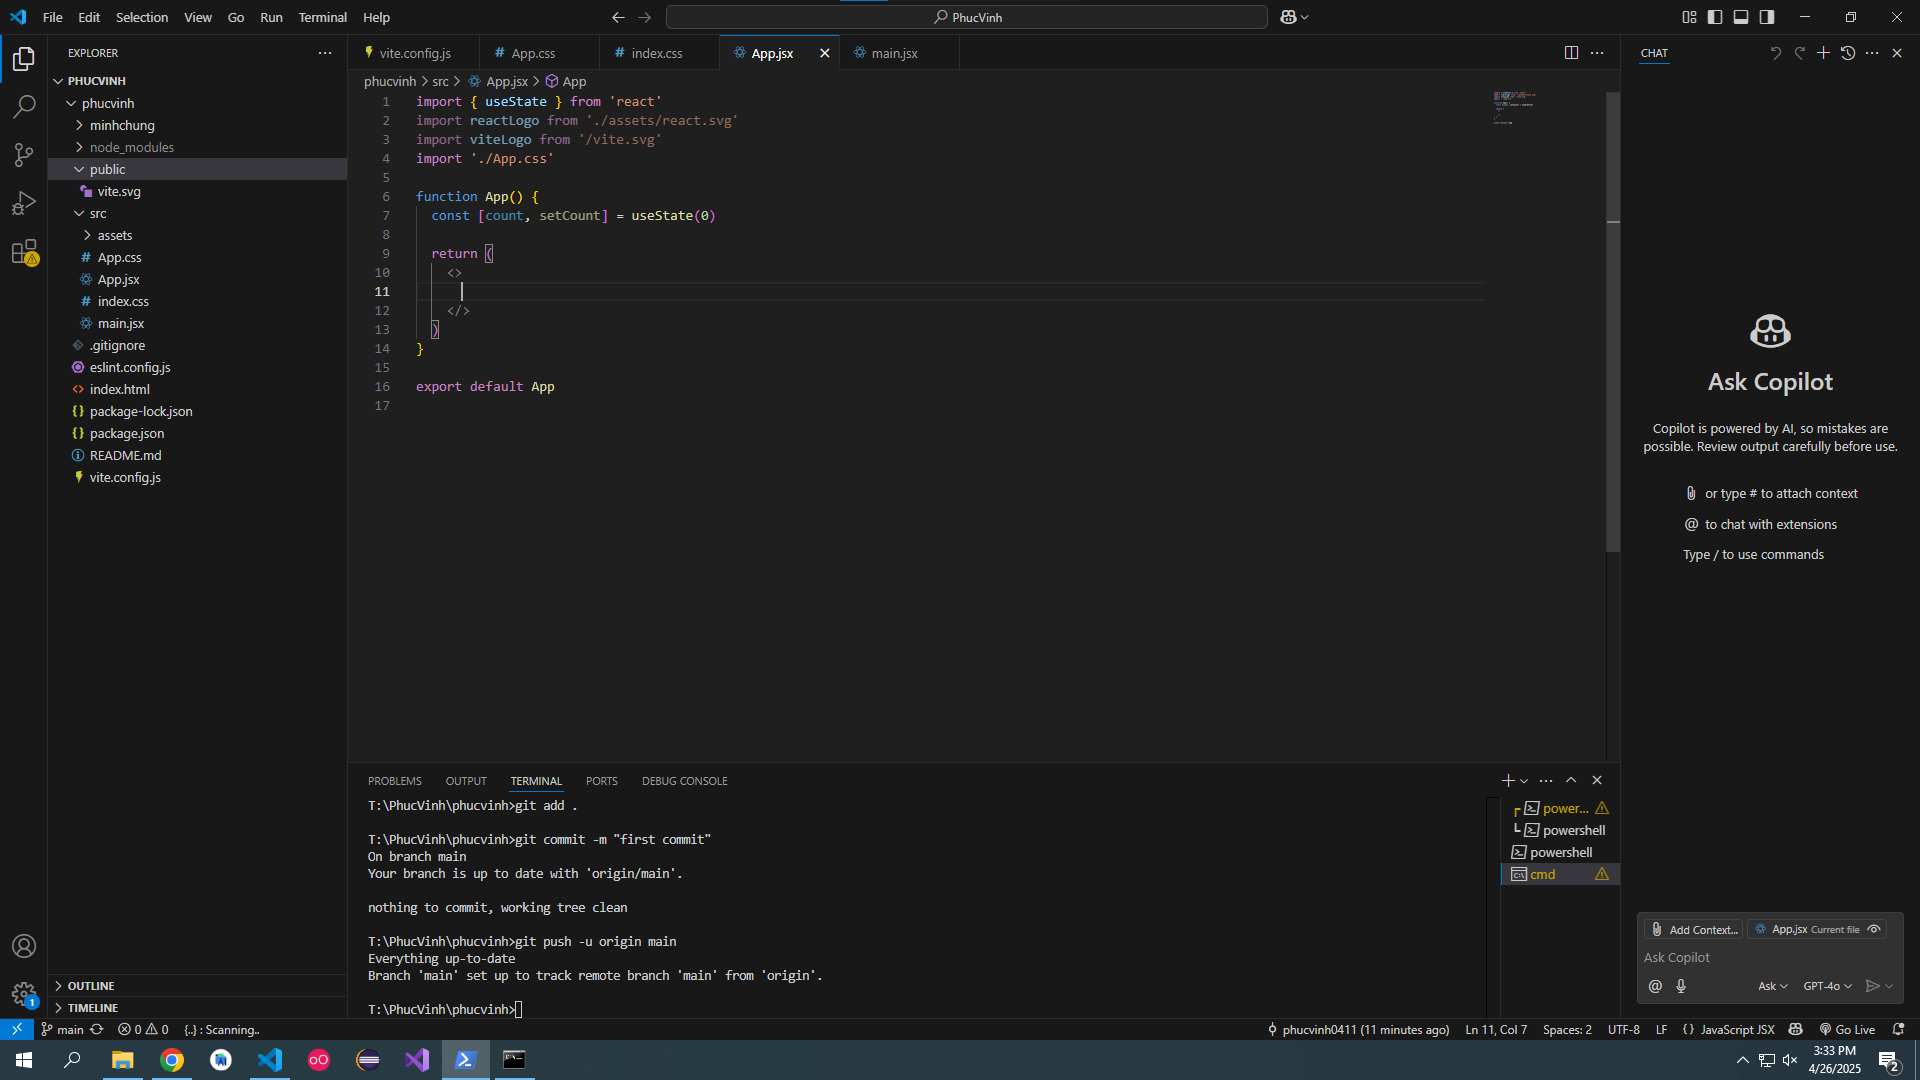 File Edit Selection View Go Run Terminal Help
PhucVinh
EXPLORER
PHUCVINH
phucvinh
minhchung
node_modules
public
vite.svg
src
assets
App.css
App.jsx
index.css
main.jsx
.gitignore
eslint.config.js
index.html
package-lock.json
package.json
README.md
vite.config.js
OUTLINE
TIMELINE
vite.config.js App.css index.css App.jsx main.jsx
phucvinh > src > App.jsx > App
1 import { useState } from 'react'
2 import reactLogo from './assets/react.svg'
3 import viteLogo from '/vite.svg'
4 import './App.css'
5
6 function App() {
7 const [count, setCount] = useState(0)
8
9 return (
10 <>
11
12 </>
13 )
14 }
15
16 export default App
17
PROBLEMS OUTPUT TERMINAL PORTS DEBUG CONSOLE
T:\PhucVinh\phucvinh>git add .
T:\PhucVinh\phucvinh>git commit -m "first commit"
On branch main
Your branch is up to date with 'origin/main'.
nothing to commit, working tree clean
T:\PhucVinh\phucvinh>git push -u origin main
Everything up-to-date
Branch 'main' set up to track remote branch 'main' from 'origin'.
T:\PhucVinh\phucvinh>
power...
powershell
powershell
cmd
CHAT
Ask Copilot
Copilot is powered by AI, so mistakes are
possible. Review output carefully before use.
or type # to attach context
@ to chat with extensions
Type / to use commands
Add Context... App.jsx Current file
Ask Copilot
@ Ask GPT-4o
main 0 0 {..} : Scanning.. phucvinh0411 (11 minutes ago) Ln 11, Col 7 Spaces: 2 UTF-8 LF {} JavaScript JSX Go Live
1
3:33 PM
4/26/2025
2